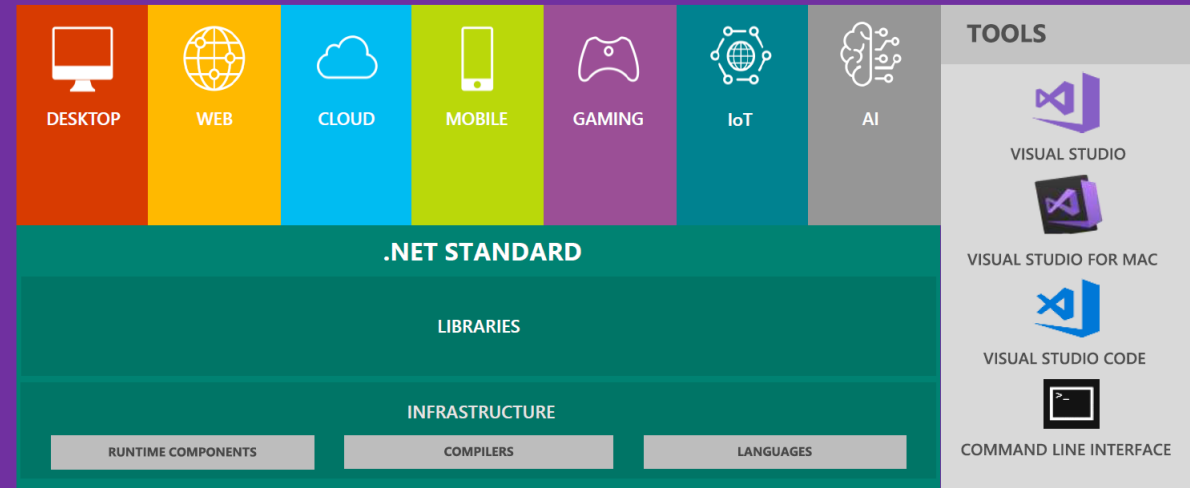 DESKTOP
WEB
CLOUD
MOBILE
GAMING
IoT
AI
.NET STANDARD
LIBRARIES
INFRASTRUCTURE
RUNTIME COMPONENTS
COMPILERS
LANGUAGES
TOOLS
VISUAL STUDIO
VISUAL STUDIO FOR MAC
VISUAL STUDIO CODE
>_
COMMAND LINE INTERFACE